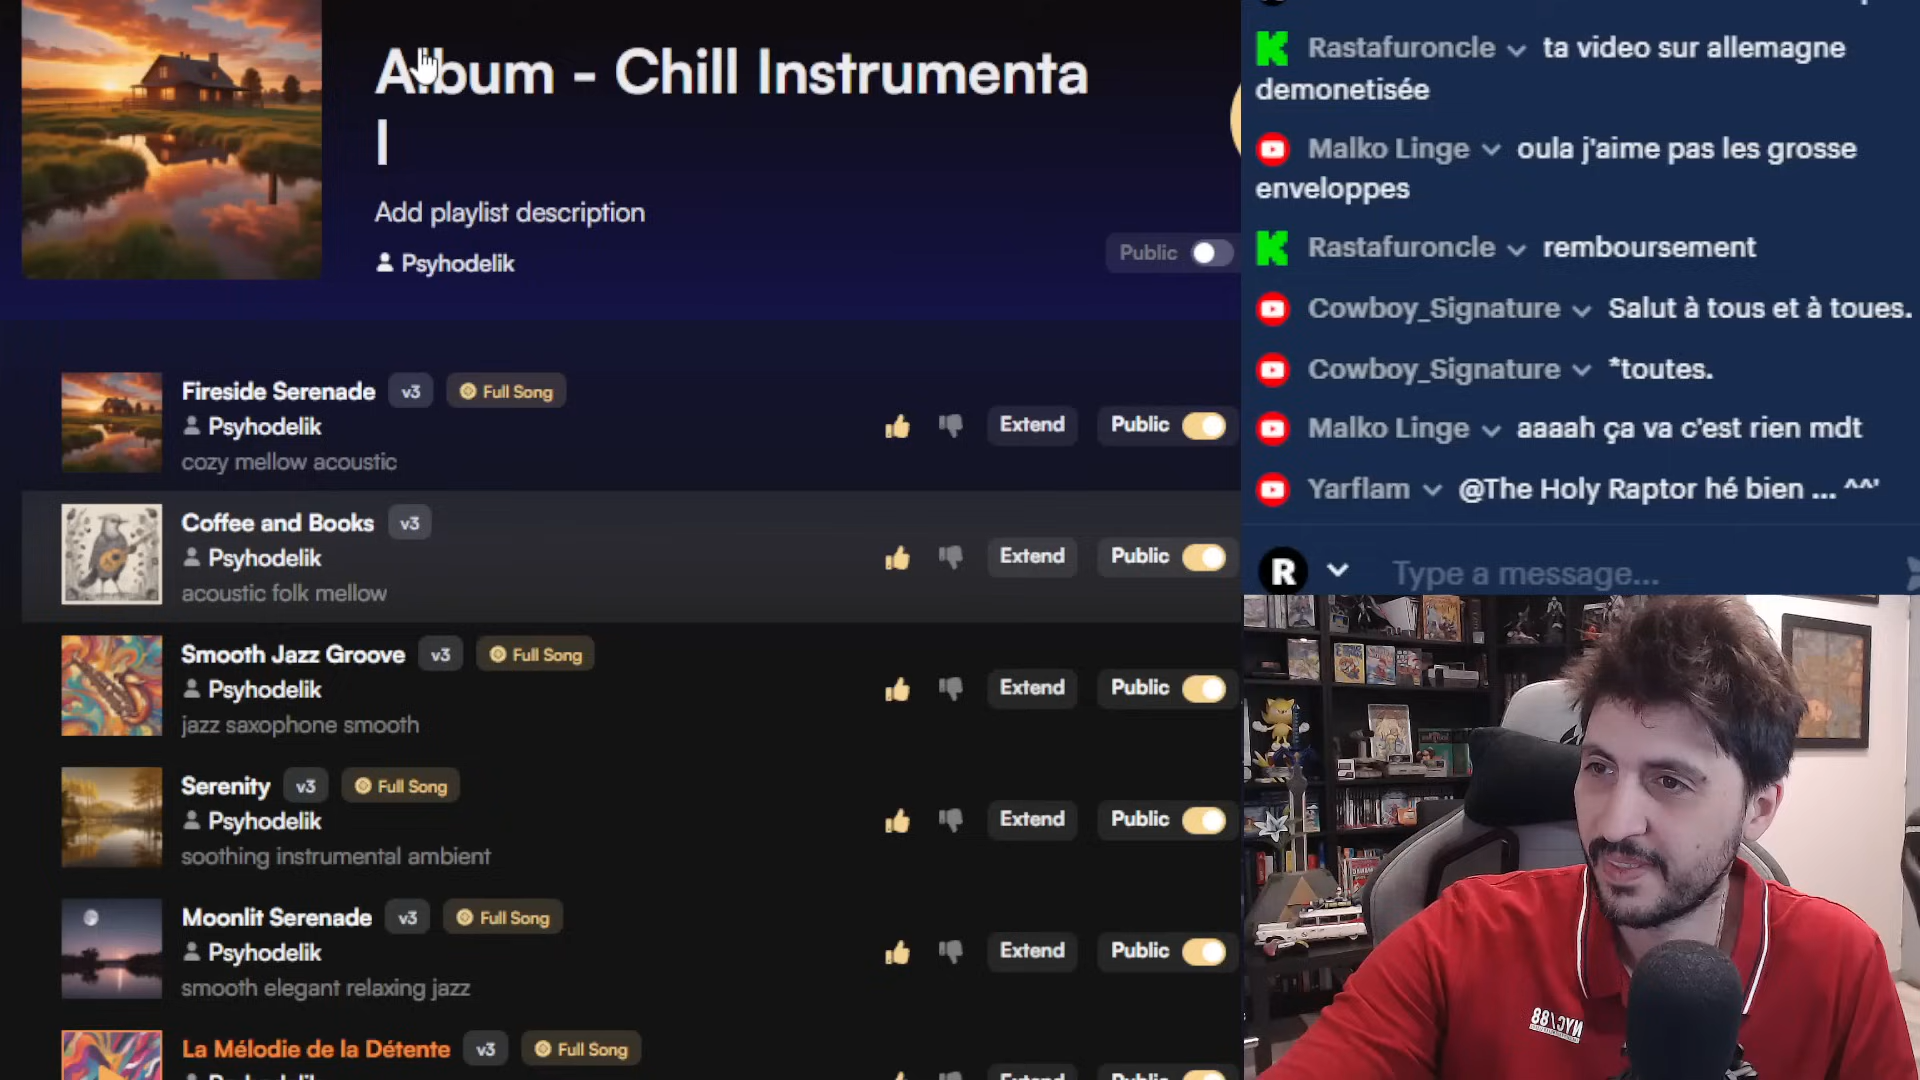 Album - Chill Instrumenta
l
Add playlist description
Psyhodelik
Public
Fireside Serenade v3 Full Song
Psyhodelik
cozy mellow acoustic
Extend Public
Coffee and Books v3
Psyhodelik
acoustic folk mellow
Extend Public
Smooth Jazz Groove v3 Full Song
Psyhodelik
jazz saxophone smooth
Extend Public
Serenity v3 Full Song
Psyhodelik
soothing instrumental ambient
Extend Public
Moonlit Serenade v3 Full Song
Psyhodelik
smooth elegant relaxing jazz
Extend Public
La Mélodie de la Détente v3 Full Song
Psyhodelik
Extend Public
Rastafuroncle ta video sur allemagne
demonetisée
Malko Linge oula j'aime pas les grosse
enveloppes
Rastafuroncle remboursement
Cowboy_Signature Salut à tous et à toues.
Cowboy_Signature *toutes.
Malko Linge aaaah ça va c'est rien mdt
Yarflam @The Holy Raptor hé bien ... ^^'
R Type a message...
NYC/88